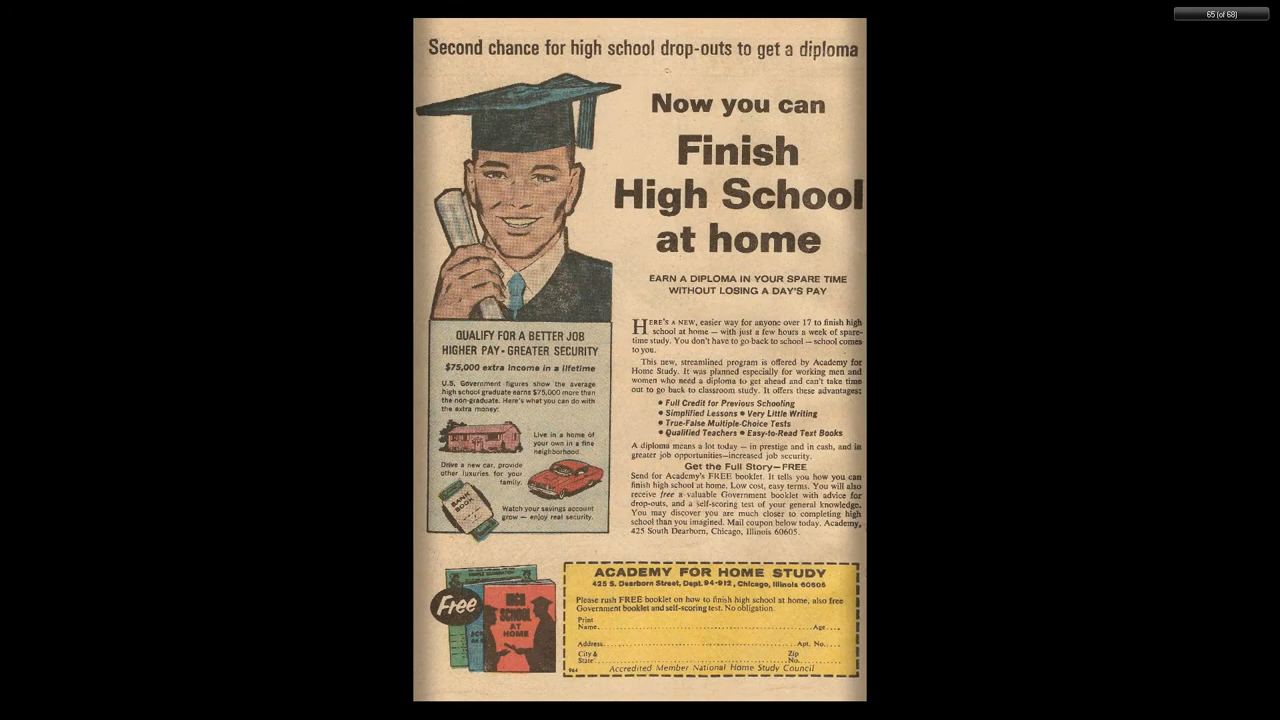 65 (of 68)
Second chance for high school drop-outs to get a diploma
Now you can
Finish
High School
at home
EARN A DIPLOMA IN YOUR SPARE TIME
WITHOUT LOSING A DAY'S PAY
QUALIFY FOR A BETTER JOB
HIGHER PAY • GREATER SECURITY
$75,000 extra income in a lifetime
U.S. Government figures show the average
high school graduate earns $75,000 more than
the non-graduate. Here's what you can do with
the extra money:
Live in a home of
your own in a fine
neighborhood.
Drive a new car, provide
other luxuries for your
family.
BANK
BOOK
Watch your savings account
grow — enjoy real security.
HERE'S A NEW, easier way for anyone over 17 to finish high
school at home — with just a few hours a week of spare-
time study. You don't have to go back to school — school comes
to you.
This new, streamlined program is offered by Academy for
Home Study. It was planned especially for working men and
women who need a diploma to get ahead and can't take time
out to go back to classroom study. It offers these advantages:
• Full Credit for Previous Schooling
• Simplified Lessons • Very Little Writing
• True-False Multiple-Choice Tests
• Qualified Teachers • Easy-to-Read Text Books
A diploma means a lot today — in prestige and in cash, and in
greater job opportunities—increased job security.
Get the Full Story—FREE
Send for Academy's FREE booklet. It tells you how you can
finish high school at home. Low cost, easy terms. You will also
receive free a valuable Government booklet with advice for
drop-outs, and a self-scoring test of your general knowledge.
You may discover you are much closer to completing high
school than you imagined. Mail coupon below today. Academy,
425 South Dearborn, Chicago, Illinois 60605.
Free
HIGH
SCHOOL
AT
HOME
ACADEMY FOR HOME STUDY
425 S. Dearborn Street, Dept. 94-912, Chicago, Illinois 60605
Please rush FREE booklet on how to finish high school at home, also free
Government booklet and self-scoring test. No obligation.
Print
Name Age
Address Apt. No.
City & Zip
State No.
964 Accredited Member National Home Study Council